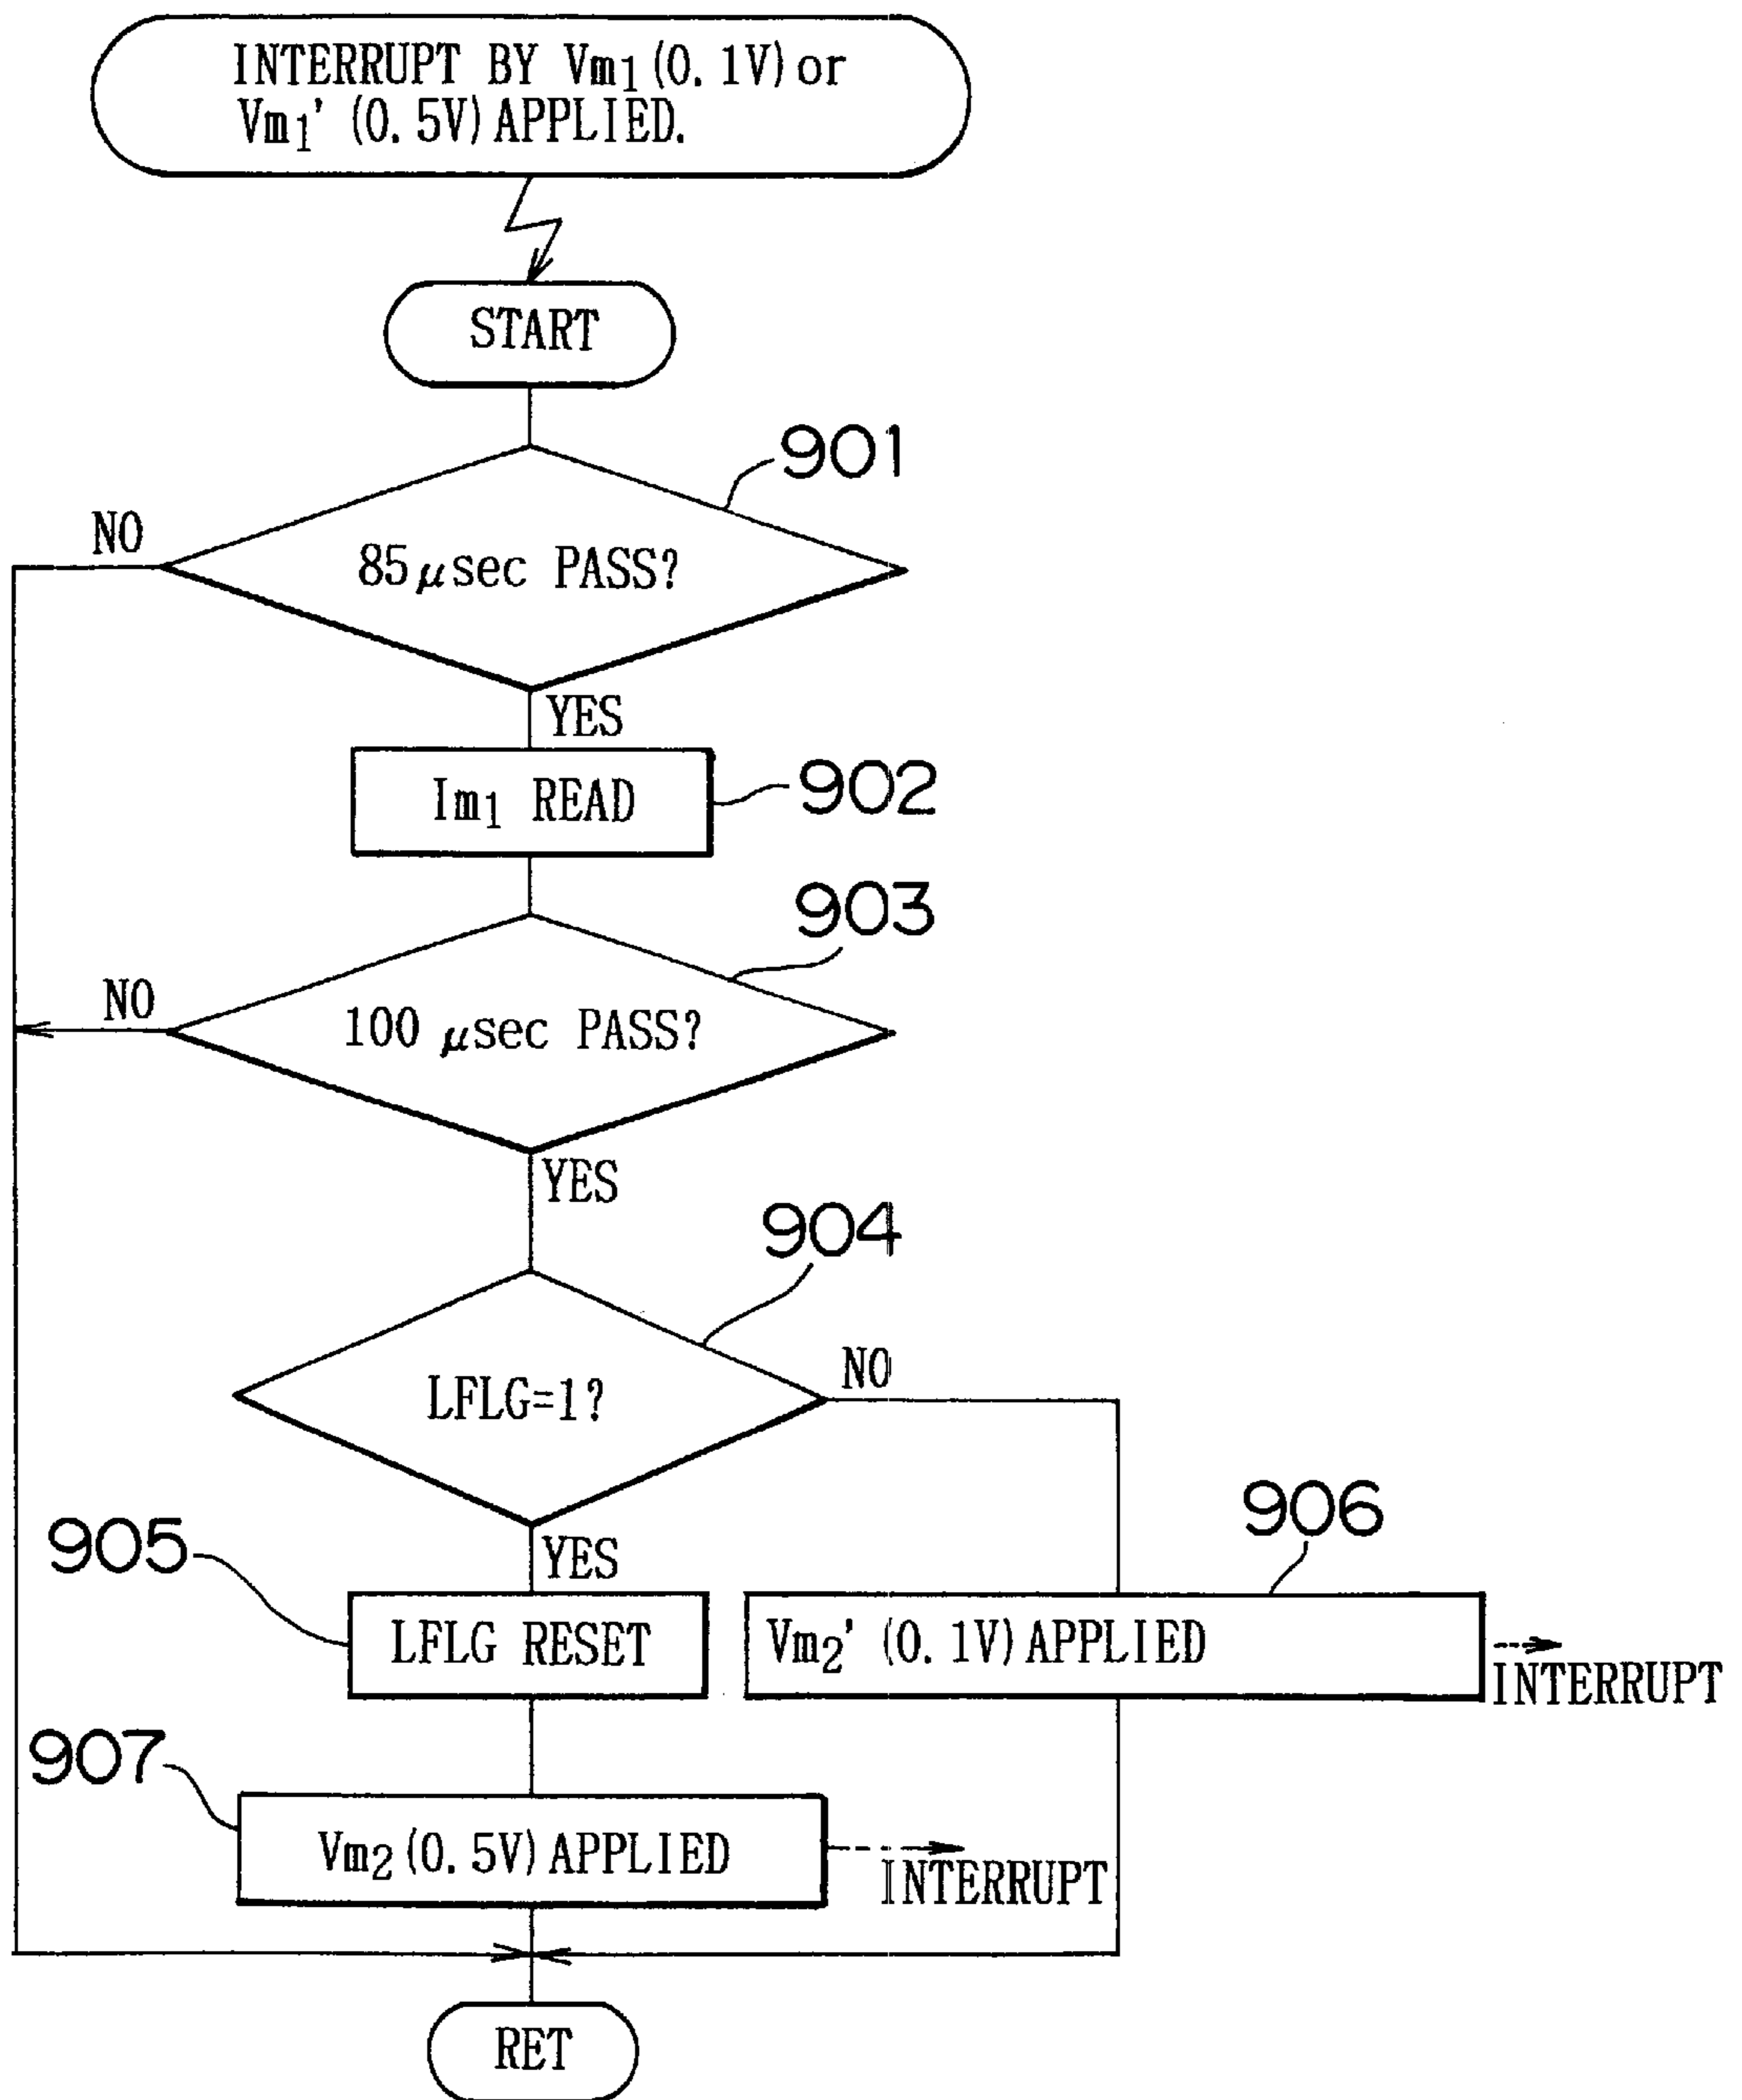 INTERRUPT BY Vm₁(0.1V) or
Vm₁'(0.5V) APPLIED.
START
901
NO
85μsec PASS?
YES
Im₁ READ
902
903
NO
100 μsec PASS?
YES
904
LFLG=1?
NO
905
YES
906
LFLG RESET
Vm₂'(0.1V) APPLIED
INTERRUPT
907
Vm₂(0.5V) APPLIED
INTERRUPT
RET